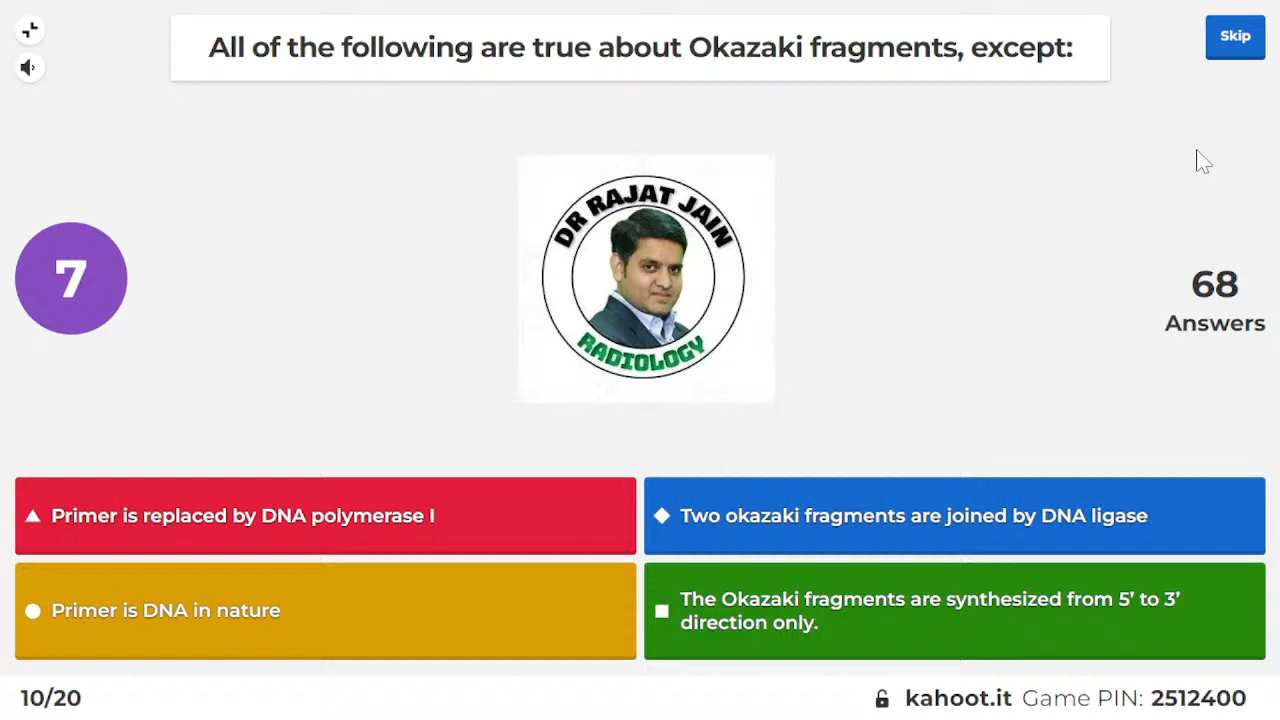 All of the following are true about Okazaki fragments, except:
Skip
DR RAJAT JAIN
RADIOLOGY
7
68
Answers
Primer is replaced by DNA polymerase I
Two okazaki fragments are joined by DNA ligase
Primer is DNA in nature
The Okazaki fragments are synthesized from 5’ to 3’
direction only.
10/20
kahoot.it Game PIN: 2512400